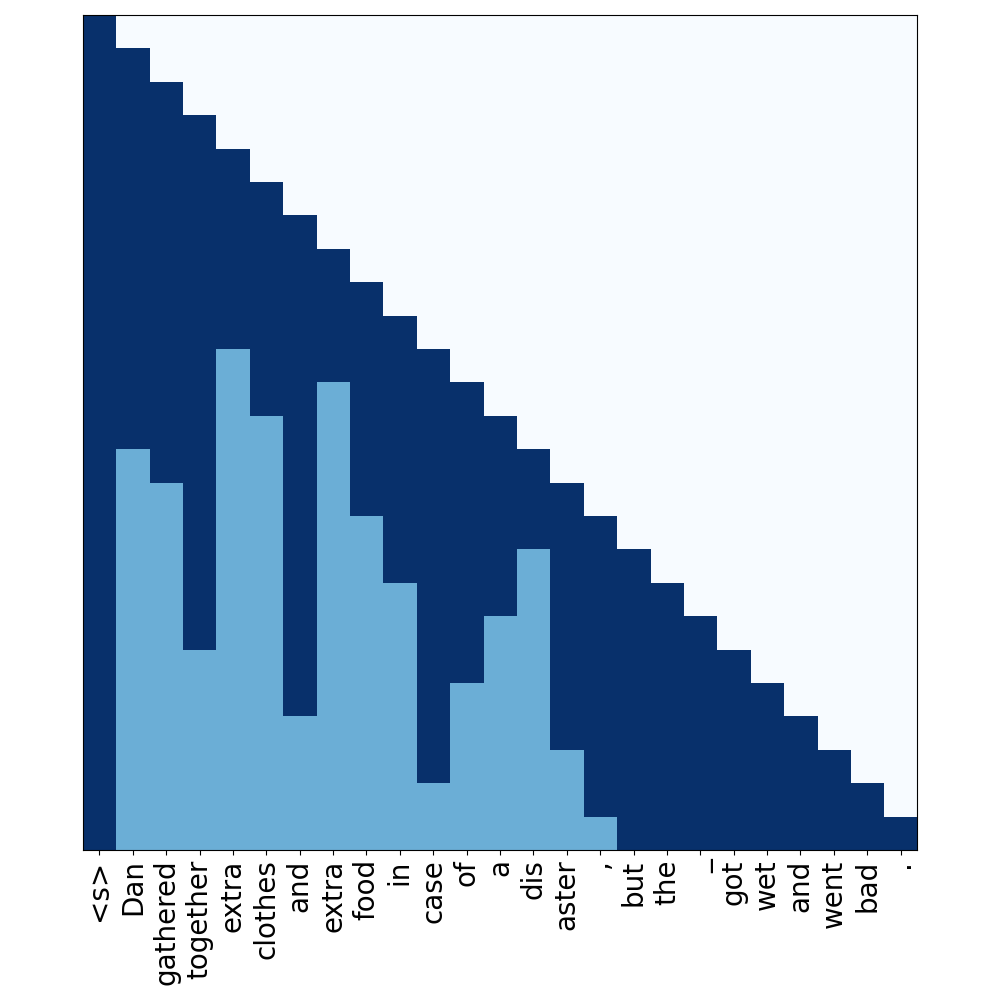 <s>
Dan
gathered
together
extra
clothes
and
extra
food
in
case
of
a
dis
aster
,
but
the
_
got
wet
and
went
bad
.